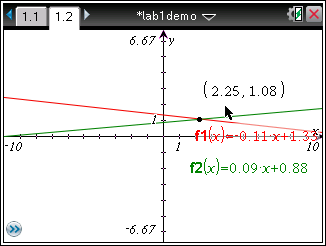 1.1 1.2 *lab1demo
6.67 y
(2.25, 1.08)
1
x
f1(x)=-0.11·x+1.33
-10 1 10
f2(x)=0.09·x+0.88
-6.67